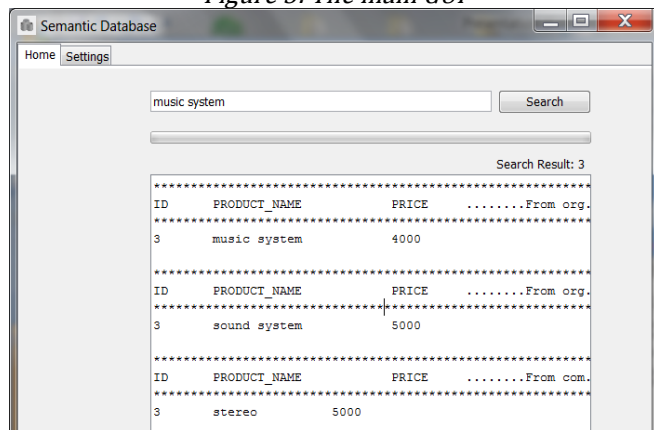 Figure 3: The main GUI
Semantic Database
Home Settings
music system Search
Search Result: 3
************************************************************
ID PRODUCT_NAME PRICE ........From org.
************************************************************
3 music system 4000
************************************************************
ID PRODUCT_NAME PRICE ........From org.
************************************************************
3 sound system 5000
************************************************************
ID PRODUCT_NAME PRICE ........From com.
************************************************************
3 stereo 5000